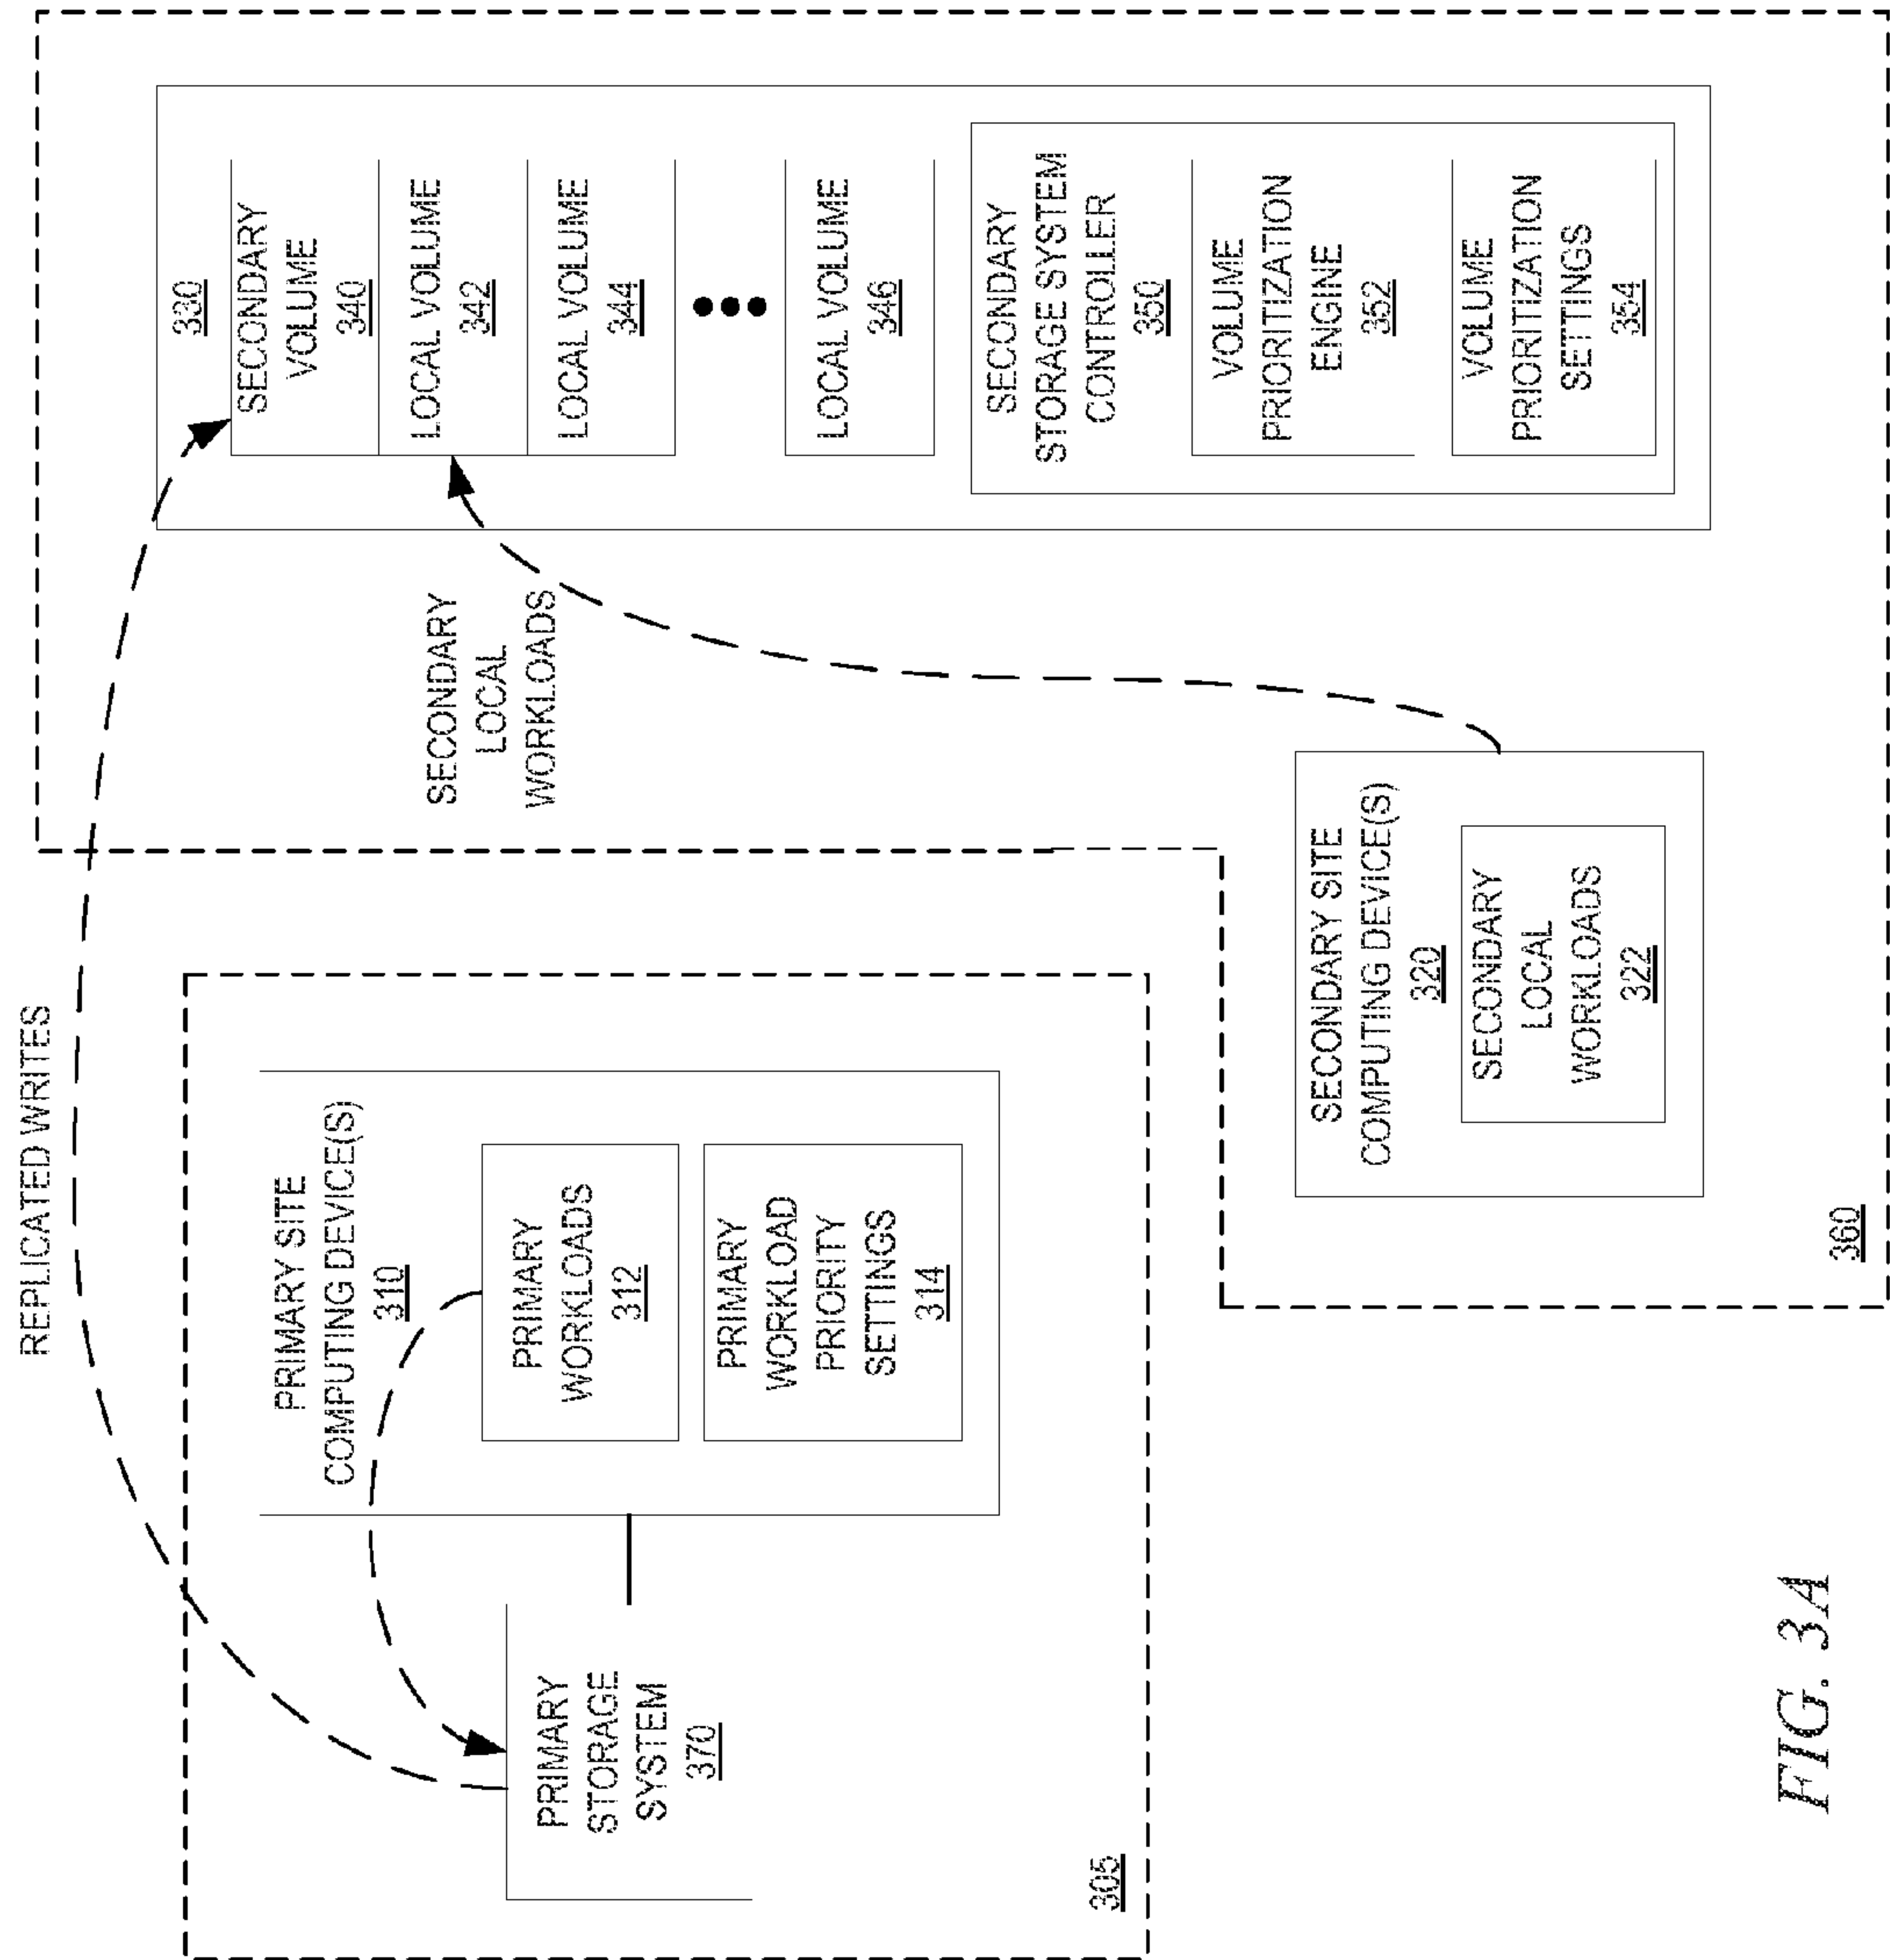 REPLICATED WRITES
PRIMARY SITE
COMPUTING DEVICE(S)
310
PRIMARY
WORKLOADS
312
PRIMARY
WORKLOAD
PRIORITY
SETTINGS
314
PRIMARY
STORAGE
SYSTEM
370
305
SECONDARY
LOCAL
WORKLOADS
330
SECONDARY
VOLUME
340
LOCAL VOLUME
342
LOCAL VOLUME
344
LOCAL VOLUME
346
SECONDARY
STORAGE SYSTEM
CONTROLLER
350
VOLUME
PRIORITIZATION
ENGINE
352
VOLUME
PRIORITIZATION
SETTINGS
354
SECONDARY SITE
COMPUTING DEVICE(S)
320
SECONDARY
LOCAL
WORKLOADS
322
360
FIG. 3A